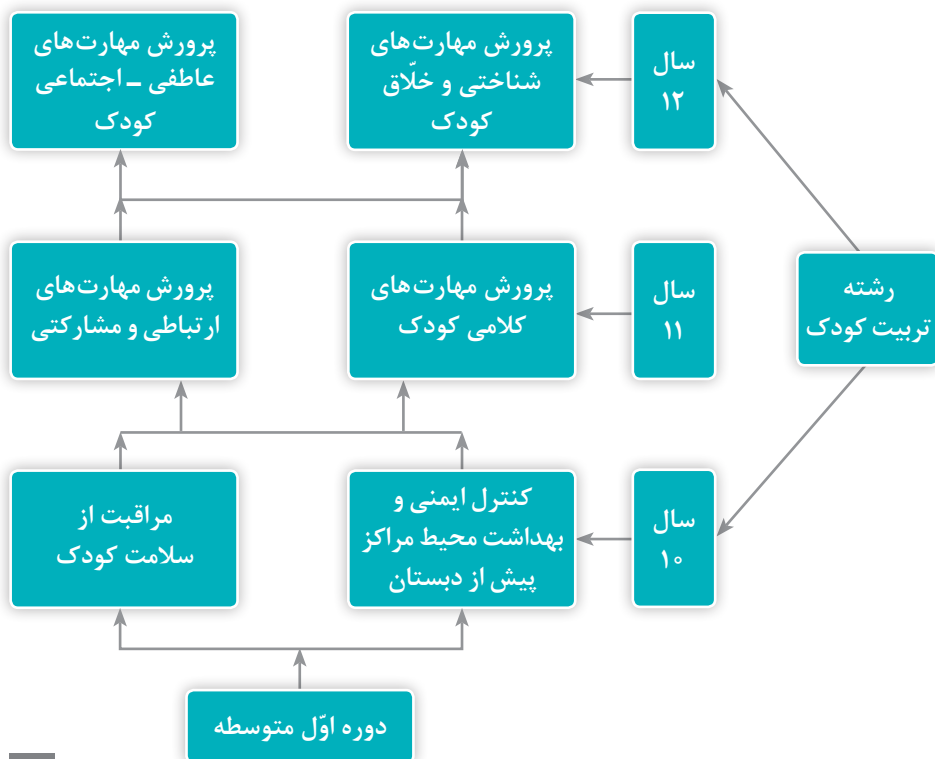 پرورش مهارت‌های
شناختی و خلّاق
کودک
پرورش مهارت‌های
عاطفی ــ اجتماعی
کودک
سال
۱۲
رشته
تربیت کودک
سال
۱۱
پرورش مهارت‌های
کلامی کودک
پرورش مهارت‌های
ارتباطی و مشارکتی
سال
۱۰
کنترل ایمنی و
بهداشت محیط مراکز
پیش از دبستان
مراقبت از
سلامت کودک
دوره اوّل متوسطه